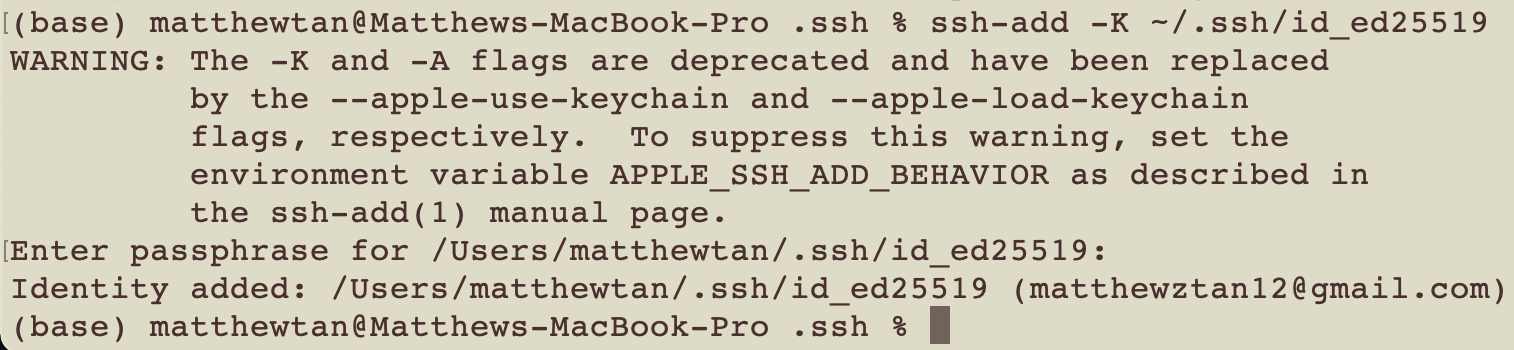 [(base) matthewtan@Matthews-MacBook-Pro .ssh % ssh-add -K ~/.ssh/id_ed25519
WARNING: The -K and -A flags are deprecated and have been replaced
by the --apple-use-keychain and --apple-load-keychain
flags, respectively.  To suppress this warning, set the
environment variable APPLE_SSH_ADD_BEHAVIOR as described in
the ssh-add(1) manual page.
[Enter passphrase for /Users/matthewtan/.ssh/id_ed25519:
Identity added: /Users/matthewtan/.ssh/id_ed25519 (matthewztan12@gmail.com)
(base) matthewtan@Matthews-MacBook-Pro .ssh %